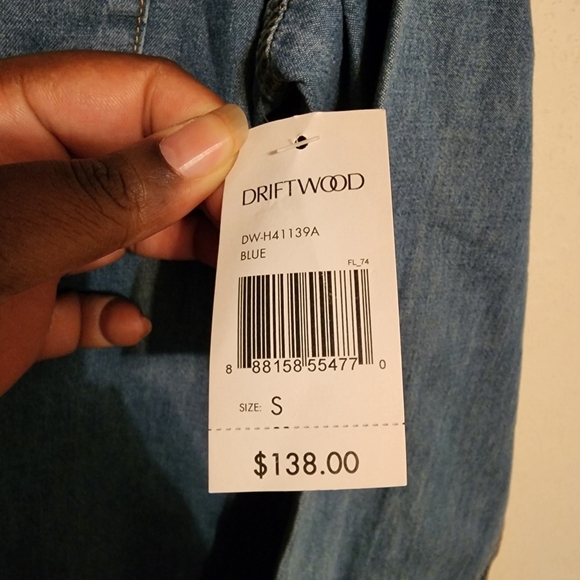 DRIFTWOOD
DW-H41139A
BLUE
FL_74
8 88158 55477 0
SIZE: S
$138.00